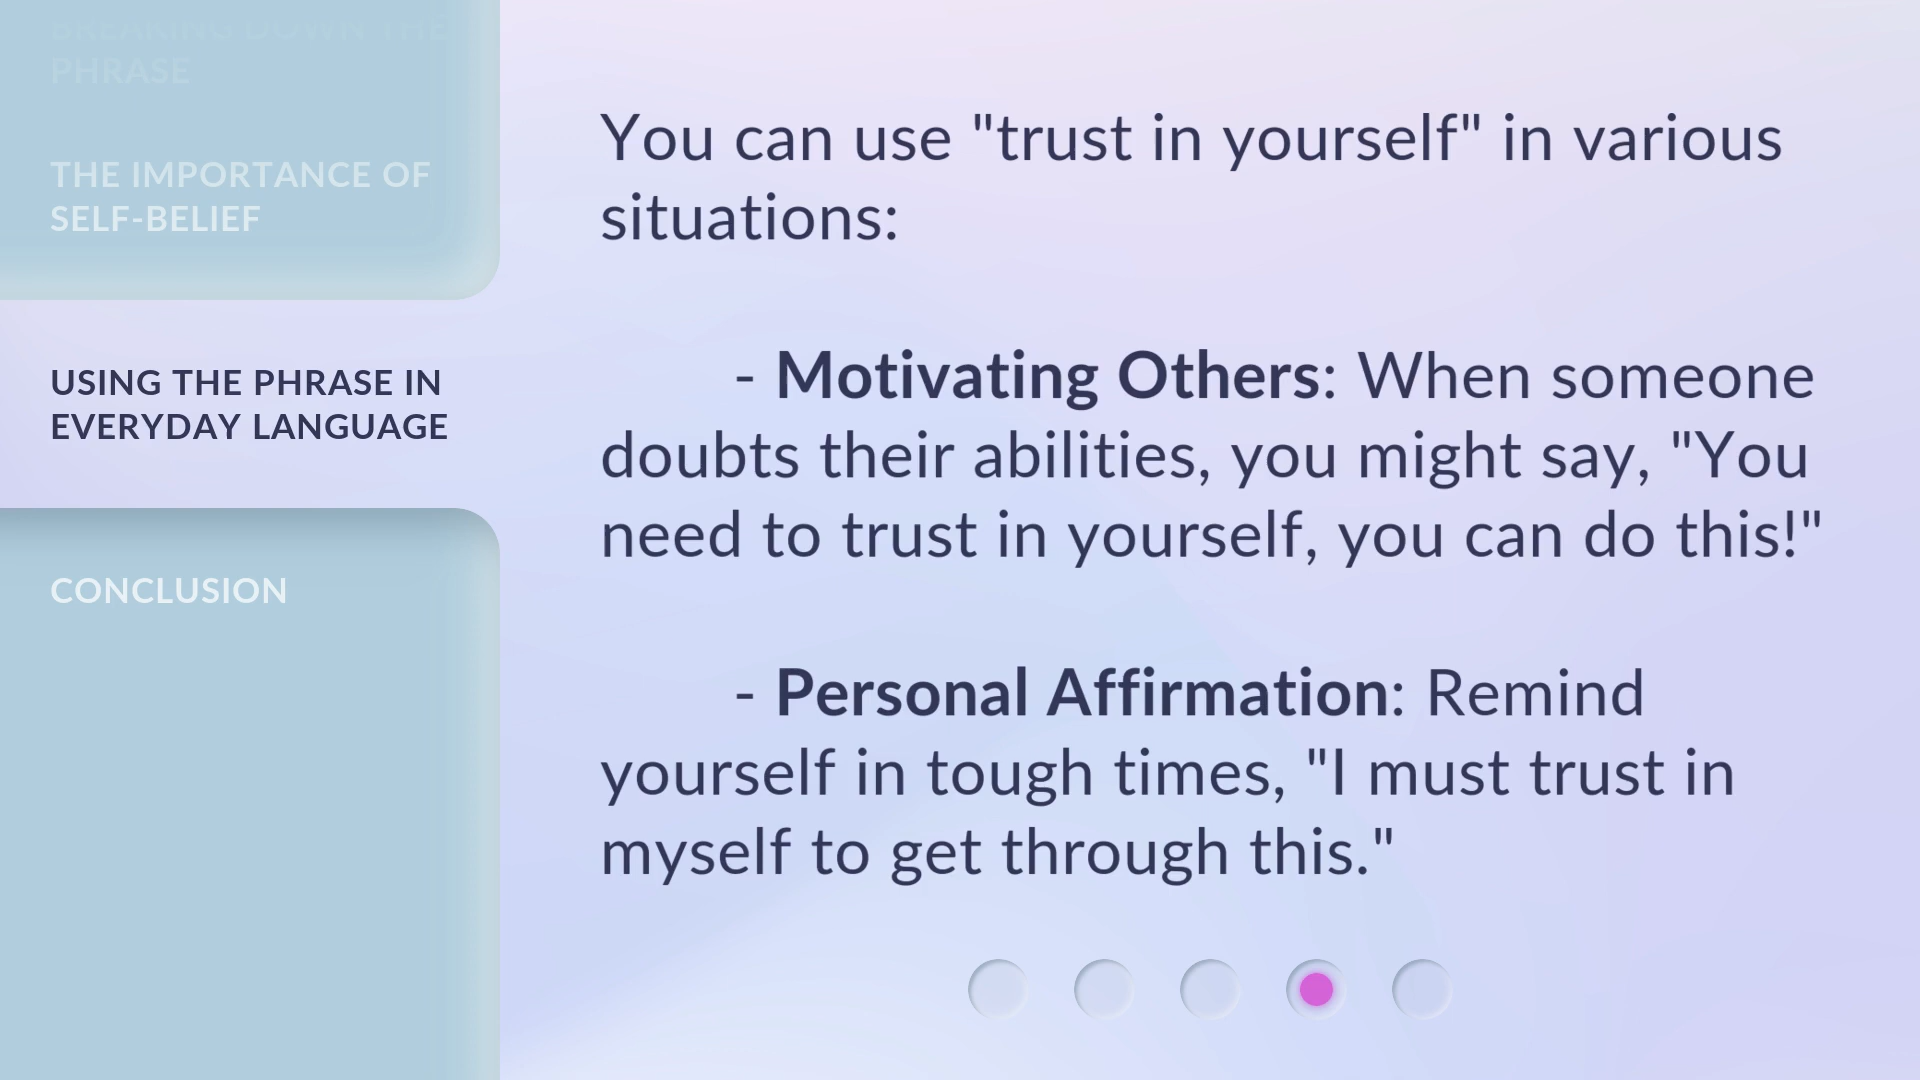 BREAKING DOWN THE
PHRASE
THE IMPORTANCE OF
SELF-BELIEF
USING THE PHRASE IN
EVERYDAY LANGUAGE
CONCLUSION
You can use "trust in yourself" in various
situations:
- Motivating Others: When someone
doubts their abilities, you might say, "You
need to trust in yourself, you can do this!"
- Personal Affirmation: Remind
yourself in tough times, "I must trust in
myself to get through this."